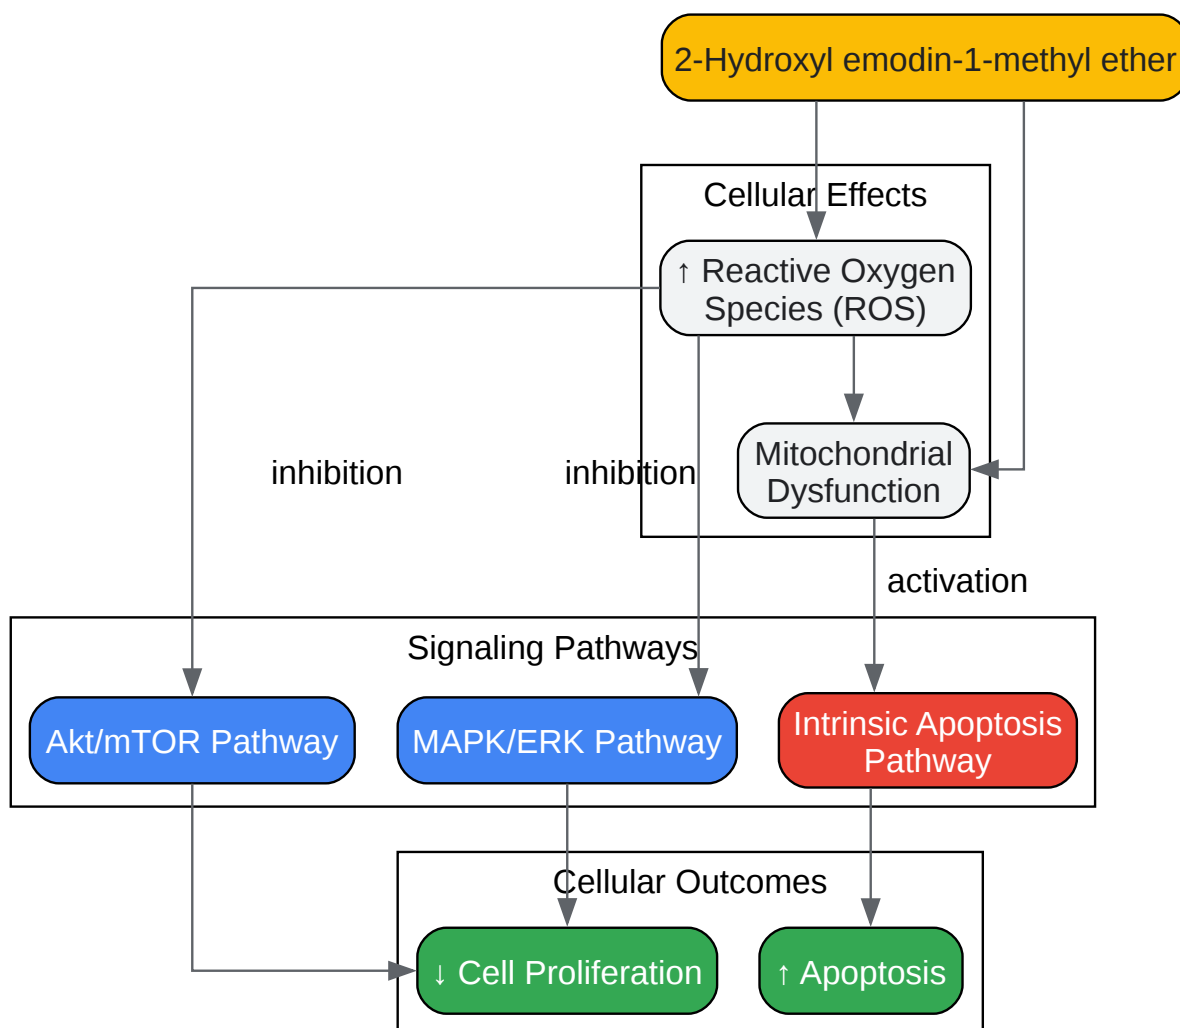 2-Hydroxyl emodin-1-methyl ether
Cellular Effects
↑ Reactive Oxygen
Species (ROS)
Mitochondrial
Dysfunction
inhibition
inhibition
activation
Signaling Pathways
Akt/mTOR Pathway
MAPK/ERK Pathway
Intrinsic Apoptosis
Pathway
Cellular Outcomes
↓ Cell Proliferation
↑ Apoptosis